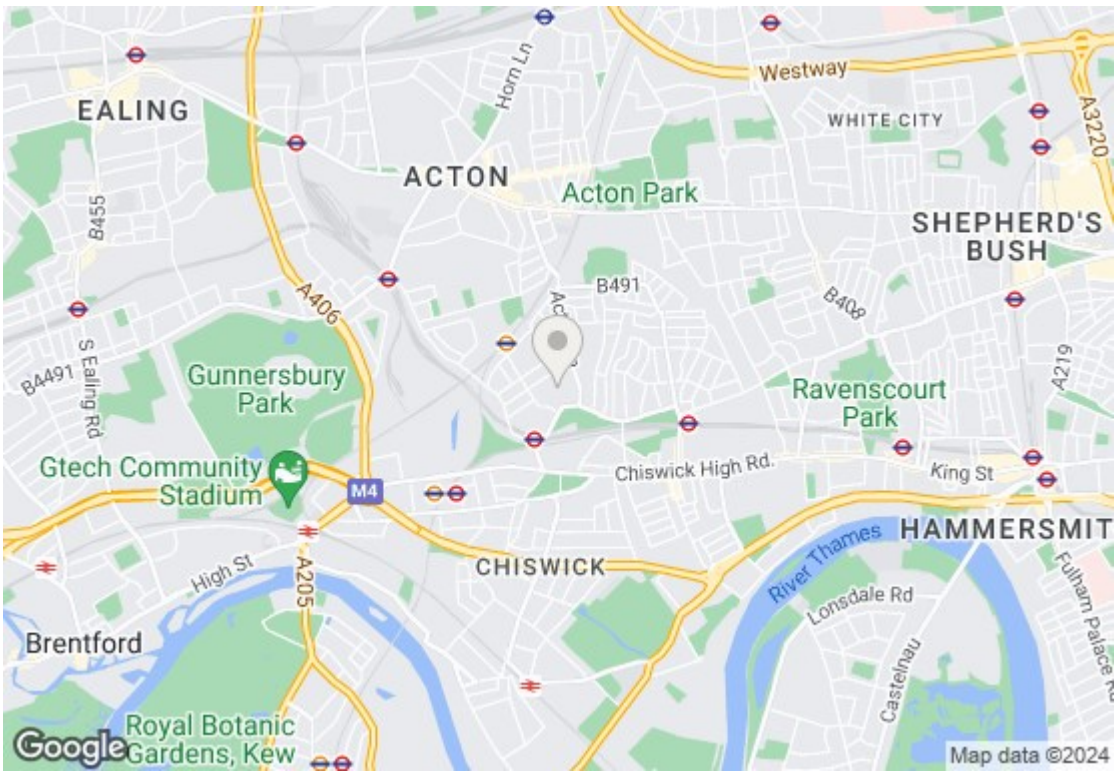 Westway
Horn Ln
EALING
A3220
WHITE CITY
ACTON
Acton Park
B455
SHEPHERD'S
BUSH
B491
B408
A406
S Ealing Rd
B4491
A219
Gunnersbury
Park
Ravenscourt
Park
Gtech Community
Stadium
Chiswick High Rd.
King St
M4
HAMMERSMIT
River Thames
High St
CHISWICK
A205
Lonsdale Rd
Fulham Palace Rd
Brentford
Castelnau
Royal Botanic
Gardens, Kew
Google
Map data ©2024